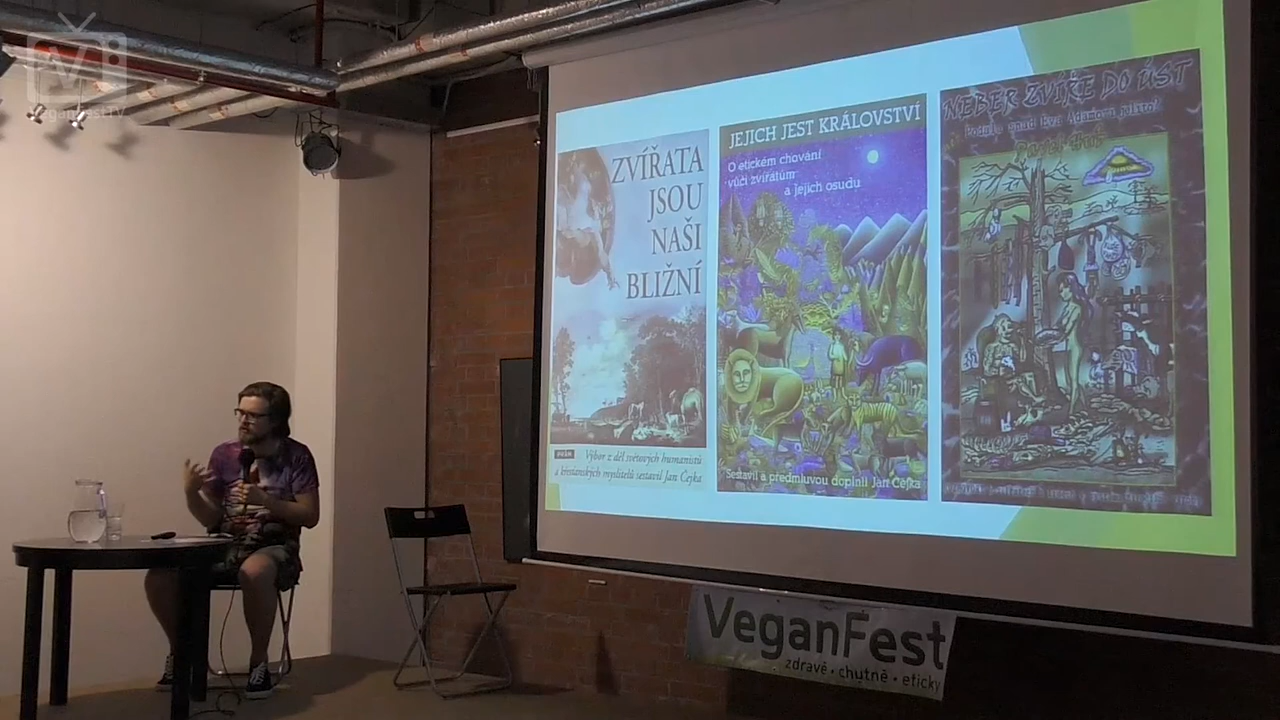 VeganFestTV
ZVÍŘATA
JSOU
NAŠI
BLIŽNÍ
Výbor z děl světových humanistů
a křesťanských myslitelů sestavil Jan Čejka
JEJICH JEST KRÁLOVSTVÍ
O etickém chování
vůči zvířatům
a jejich osudu
Sestavil a předmluvou doplnil Jan Čejka
NEBER ZVÍŘE DO ÚST
VeganFest
zdravě • chutně • eticky